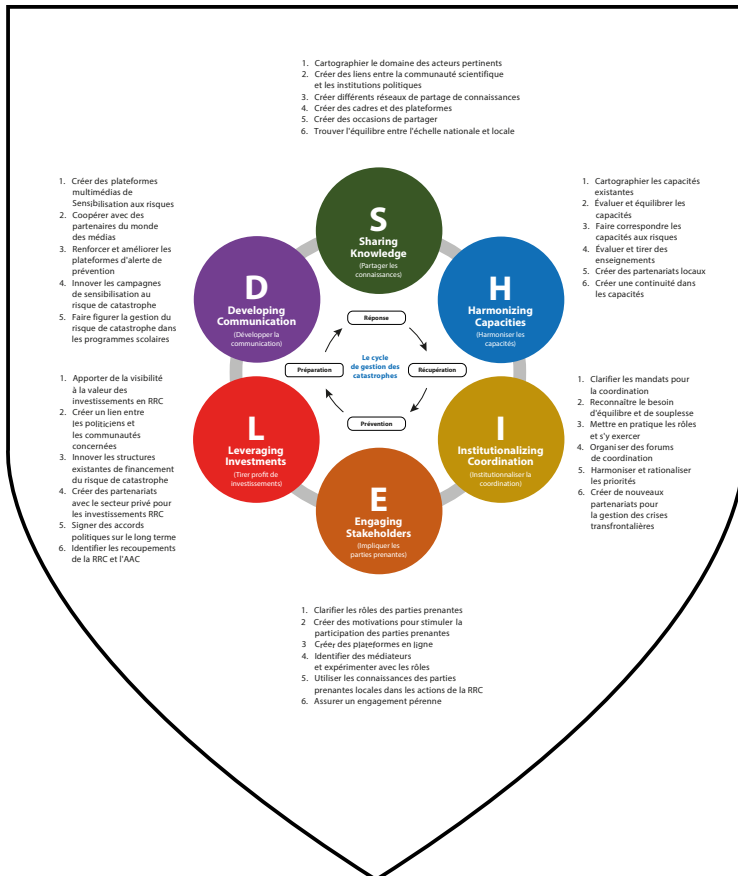 1. Cartographier le domaine des acteurs pertinents
2. Créer des liens entre la communauté scientifique
et les institutions politiques
3. Créer différents réseaux de partage de connaissances
4. Créer des cadres et des plateformes
5. Créer des occasions de partager
6. Trouver l'équilibre entre l'échelle nationale et locale
1. Créer des plateformes
multimédias de
Sensibilisation aux risques
2. Coopérer avec des
partenaires du monde
des médias
3. Renforcer et améliorer les
plateformes d'alerte de
prévention
4. Innover les campagnes
de sensibilisation au
risque de catastrophe
5. Faire figurer la gestion du
risque de catastrophe dans
les programmes scolaires
S
Sharing
Knowledge
(Partager les
connaissances)
1. Cartographier les capacités
existantes
2. Évaluer et équilibrer les
capacités
3. Faire correspondre les
capacités aux risques
4. Évaluer et tirer des
enseignements
5. Créer des partenariats locaux
6. Créer une continuité dans
les capacités
D
Developing
Communication
(Développer la
communication)
H
Harmonizing
Capacities
(Harmoniser les
capacités)
Réponse
Préparation
Le cycle
de gestion des
catastrophes
Récupération
Prévention
1. Apporter de la visibilité
à la valeur des
investissements en RRC
2. Créer un lien entre
les politiciens et
les communautés
concernées
3. Innover les structures
existantes de financement
du risque de catastrophe
4. Créer des partenariats
avec le secteur privé pour
les investissements RRC
5. Signer des accords
politiques sur le long terme
6. Identifier les recoupements
de la RRC et l'AAC
L
Leveraging
Investments
(Tirer profit de
investissements)
I
Institutionalizing
Coordination
(Institutionnaliser la
coordination)
1. Clarifier les mandats pour
la coordination
2. Reconnaître le besoin
d'équilibre et de souplesse
3. Mettre en pratique les rôles
et s'y exercer
4. Organiser des forums
de coordination
5. Harmoniser et rationaliser
les priorités
6. Créer de nouveaux
partenariats pour
la gestion des crises
transfrontalières
E
Engaging
Stakeholders
(Impliquer les
parties prenantes)
1. Clarifier les rôles des parties prenantes
2 Créer des motivations pour stimuler la
participation des parties prenantes
3 Créer des plateformes en ligne
4. Identifier des médiateurs
et expérimenter avec les rôles
5. Utiliser les connaissances des parties
prenantes locales dans les actions de la RRC
6. Assurer un engagement pérenne